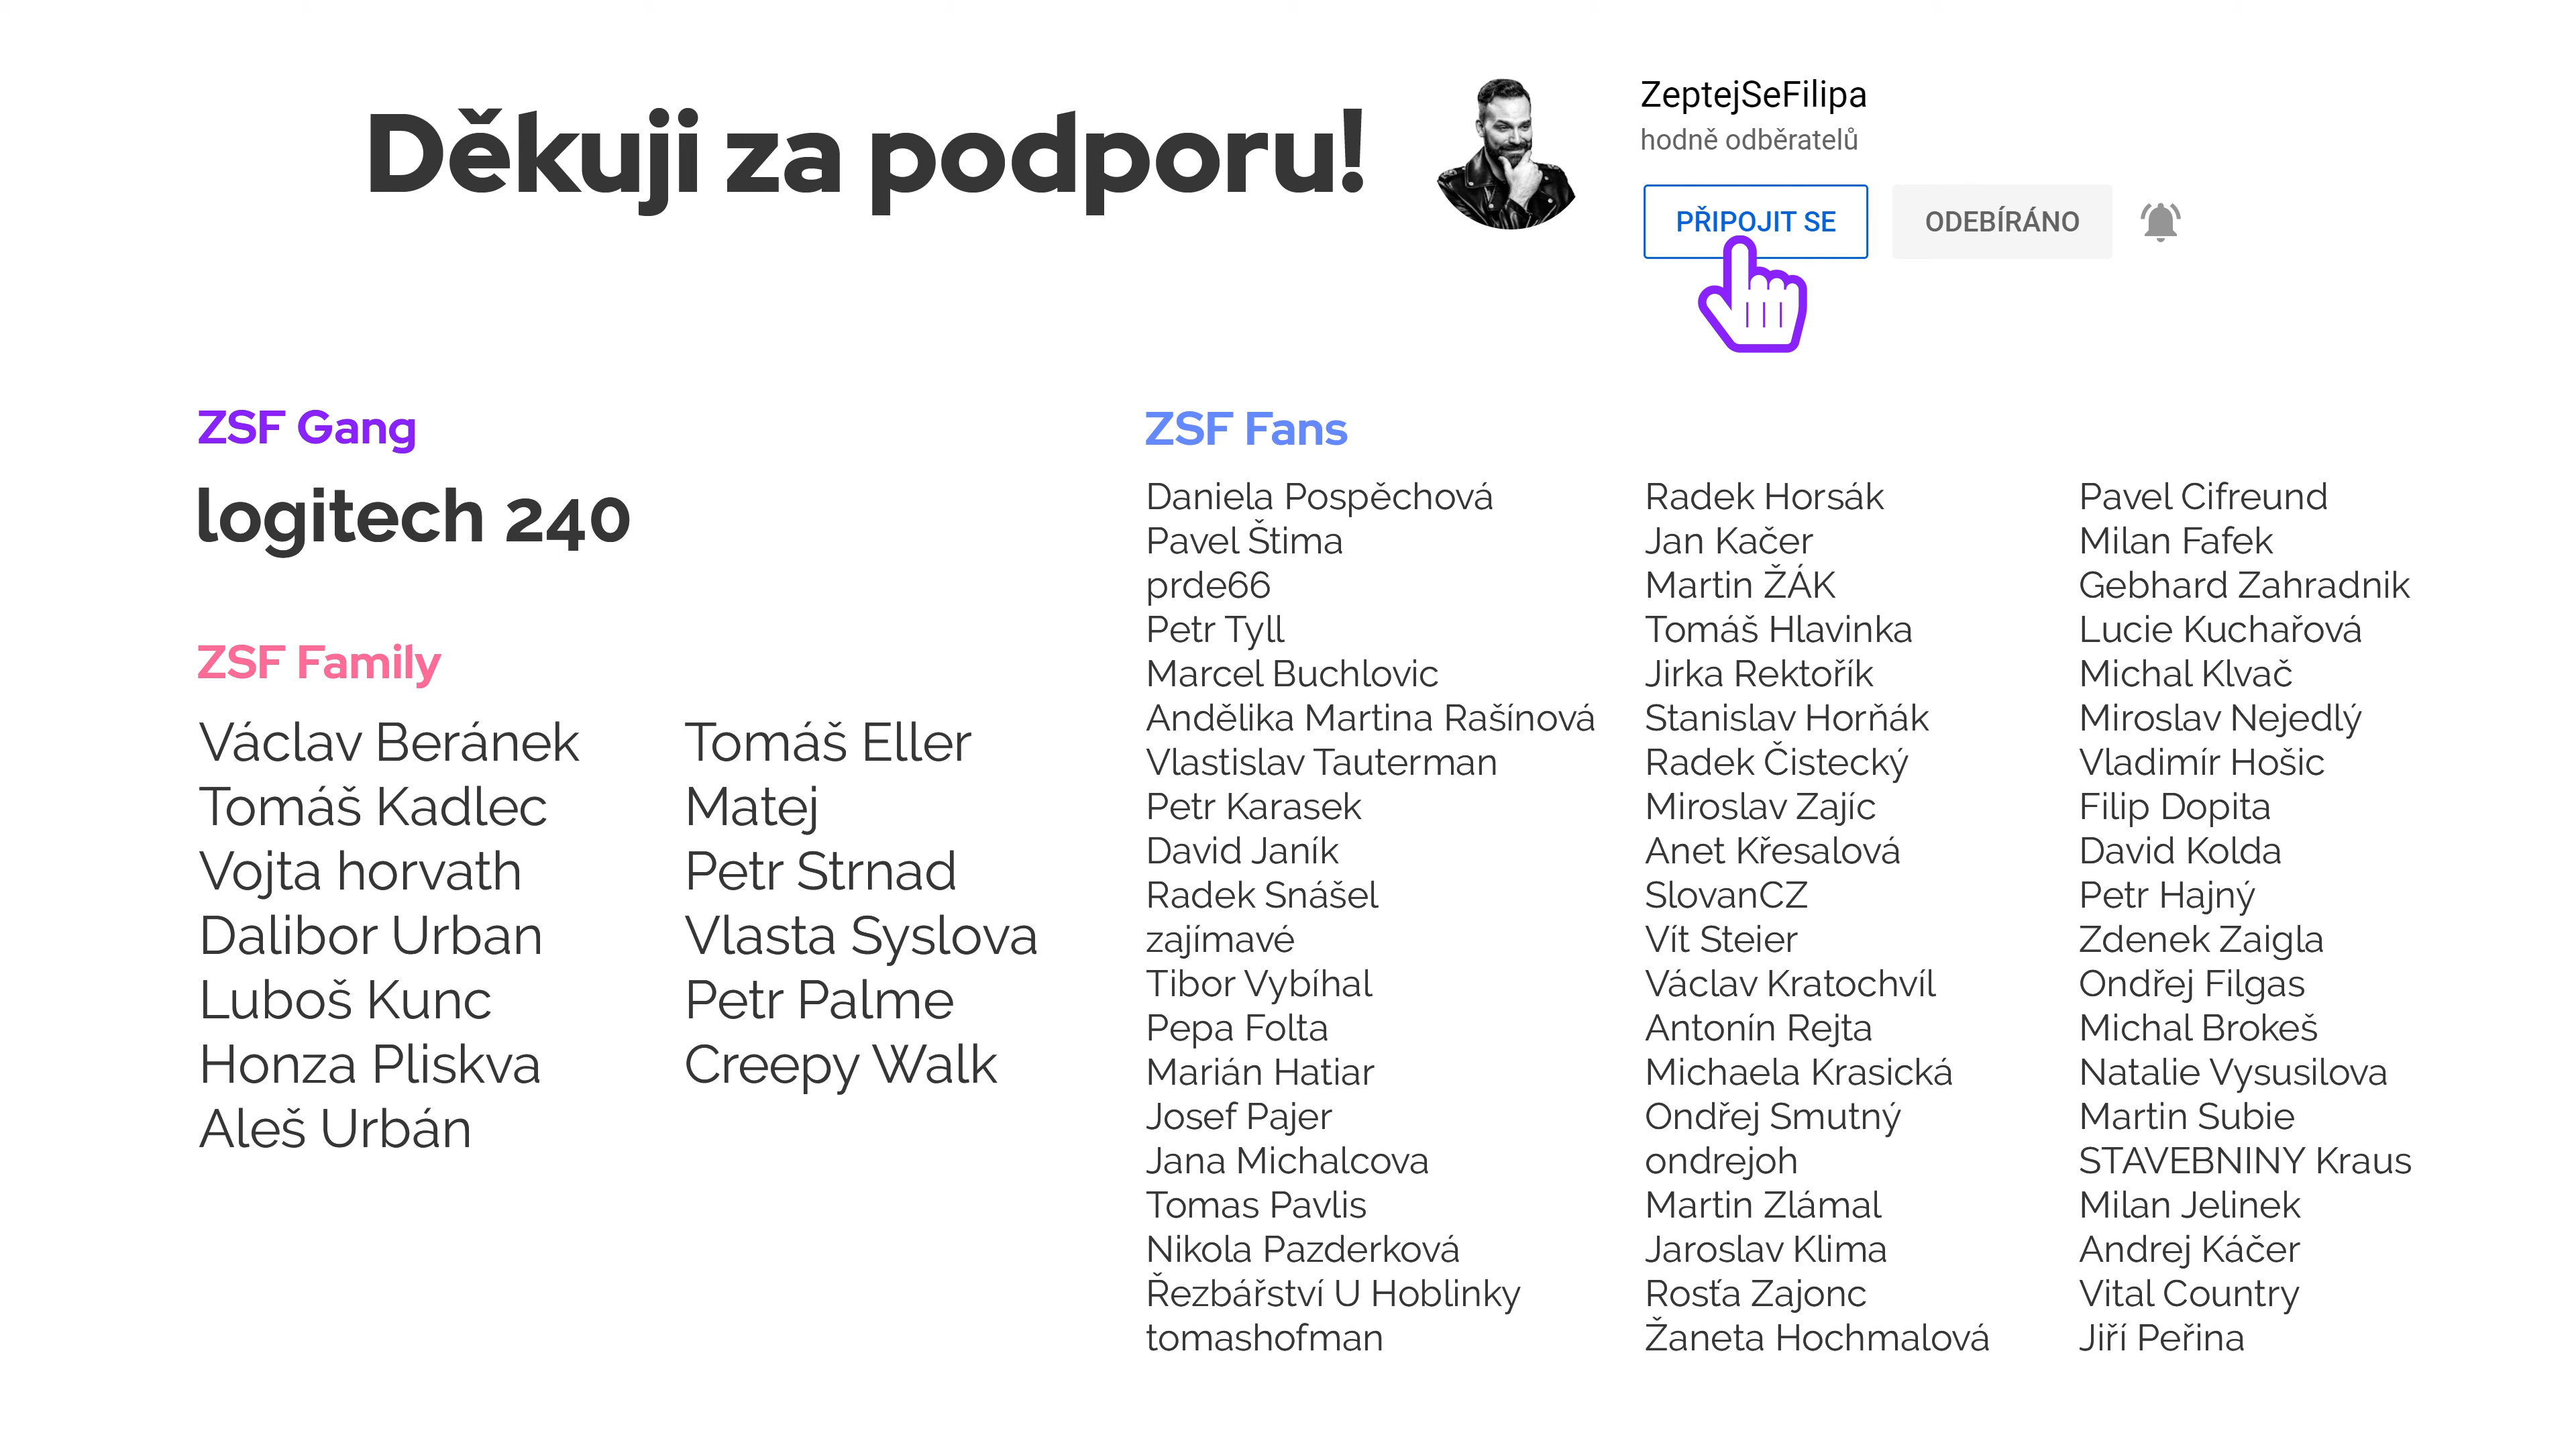 Děkuji za podporu!
ZeptejSeFilipa
hodně odběratelů
PŘIPOJIT SE
ODEBÍRÁNO
ZSF Gang
logitech 240
ZSF Family
Václav Beránek
Tomáš Kadlec
Vojta horvath
Dalibor Urban
Luboš Kunc
Honza Pliskva
Aleš Urbán
Tomáš Eller
Matej
Petr Strnad
Vlasta Syslova
Petr Palme
Creepy Walk
ZSF Fans
Daniela Pospěchová
Pavel Štima
prde66
Petr Tyll
Marcel Buchlovic
Andělika Martina Rašínová
Vlastislav Tauterman
Petr Karasek
David Janík
Radek Snášel
zajímavé
Tibor Vybíhal
Pepa Folta
Marián Hatiar
Josef Pajer
Jana Michalcova
Tomas Pavlis
Nikola Pazderková
Řezbářství U Hoblinky
tomashofman
Radek Horsák
Jan Kačer
Martin ŽÁK
Tomáš Hlavinka
Jirka Rektořík
Stanislav Horňák
Radek Čistecký
Miroslav Zajíc
Anet Křesalová
SlovanCZ
Vít Steier
Václav Kratochvíl
Antonín Rejta
Michaela Krasická
Ondřej Smutný
ondrejoh
Martin Zlámal
Jaroslav Klima
Rosťa Zajonc
Žaneta Hochmalová
Pavel Cifreund
Milan Fafek
Gebhard Zahradnik
Lucie Kuchařová
Michal Klvač
Miroslav Nejedlý
Vladimír Hošic
Filip Dopita
David Kolda
Petr Hajný
Zdenek Zaigla
Ondřej Filgas
Michal Brokeš
Natalie Vysusilova
Martin Subie
STAVEBNINY Kraus
Milan Jelinek
Andrej Káčer
Vital Country
Jiří Peřina